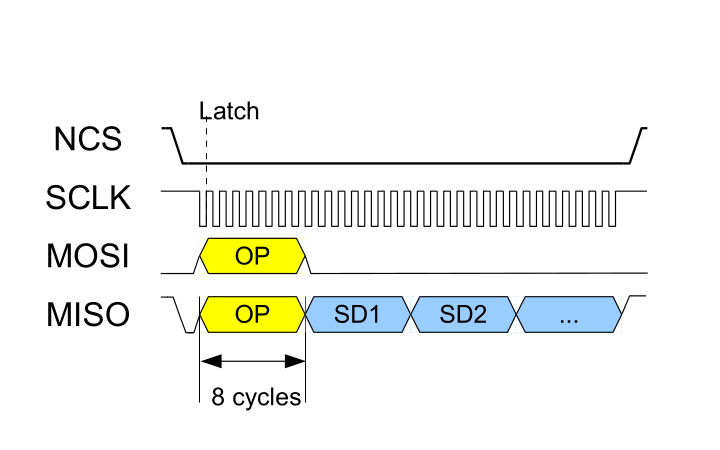 Latch
NCS
SCLK
MOSI OP
MISO OP SD1 SD2 ...
8 cycles